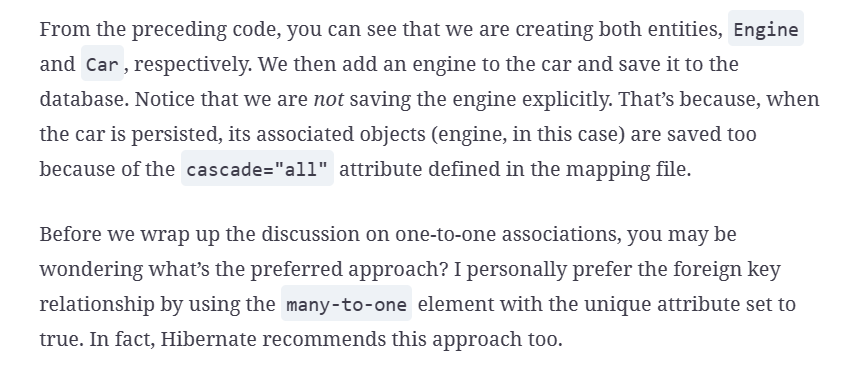 From the preceding code, you can see that we are creating both entities, Engine
and Car, respectively. We then add an engine to the car and save it to the
database. Notice that we are not saving the engine explicitly. That’s because, when
the car is persisted, its associated objects (engine, in this case) are saved too
because of the cascade="all" attribute defined in the mapping file.
Before we wrap up the discussion on one-to-one associations, you may be
wondering what’s the preferred approach? I personally prefer the foreign key
relationship by using the many-to-one element with the unique attribute set to
true. In fact, Hibernate recommends this approach too.